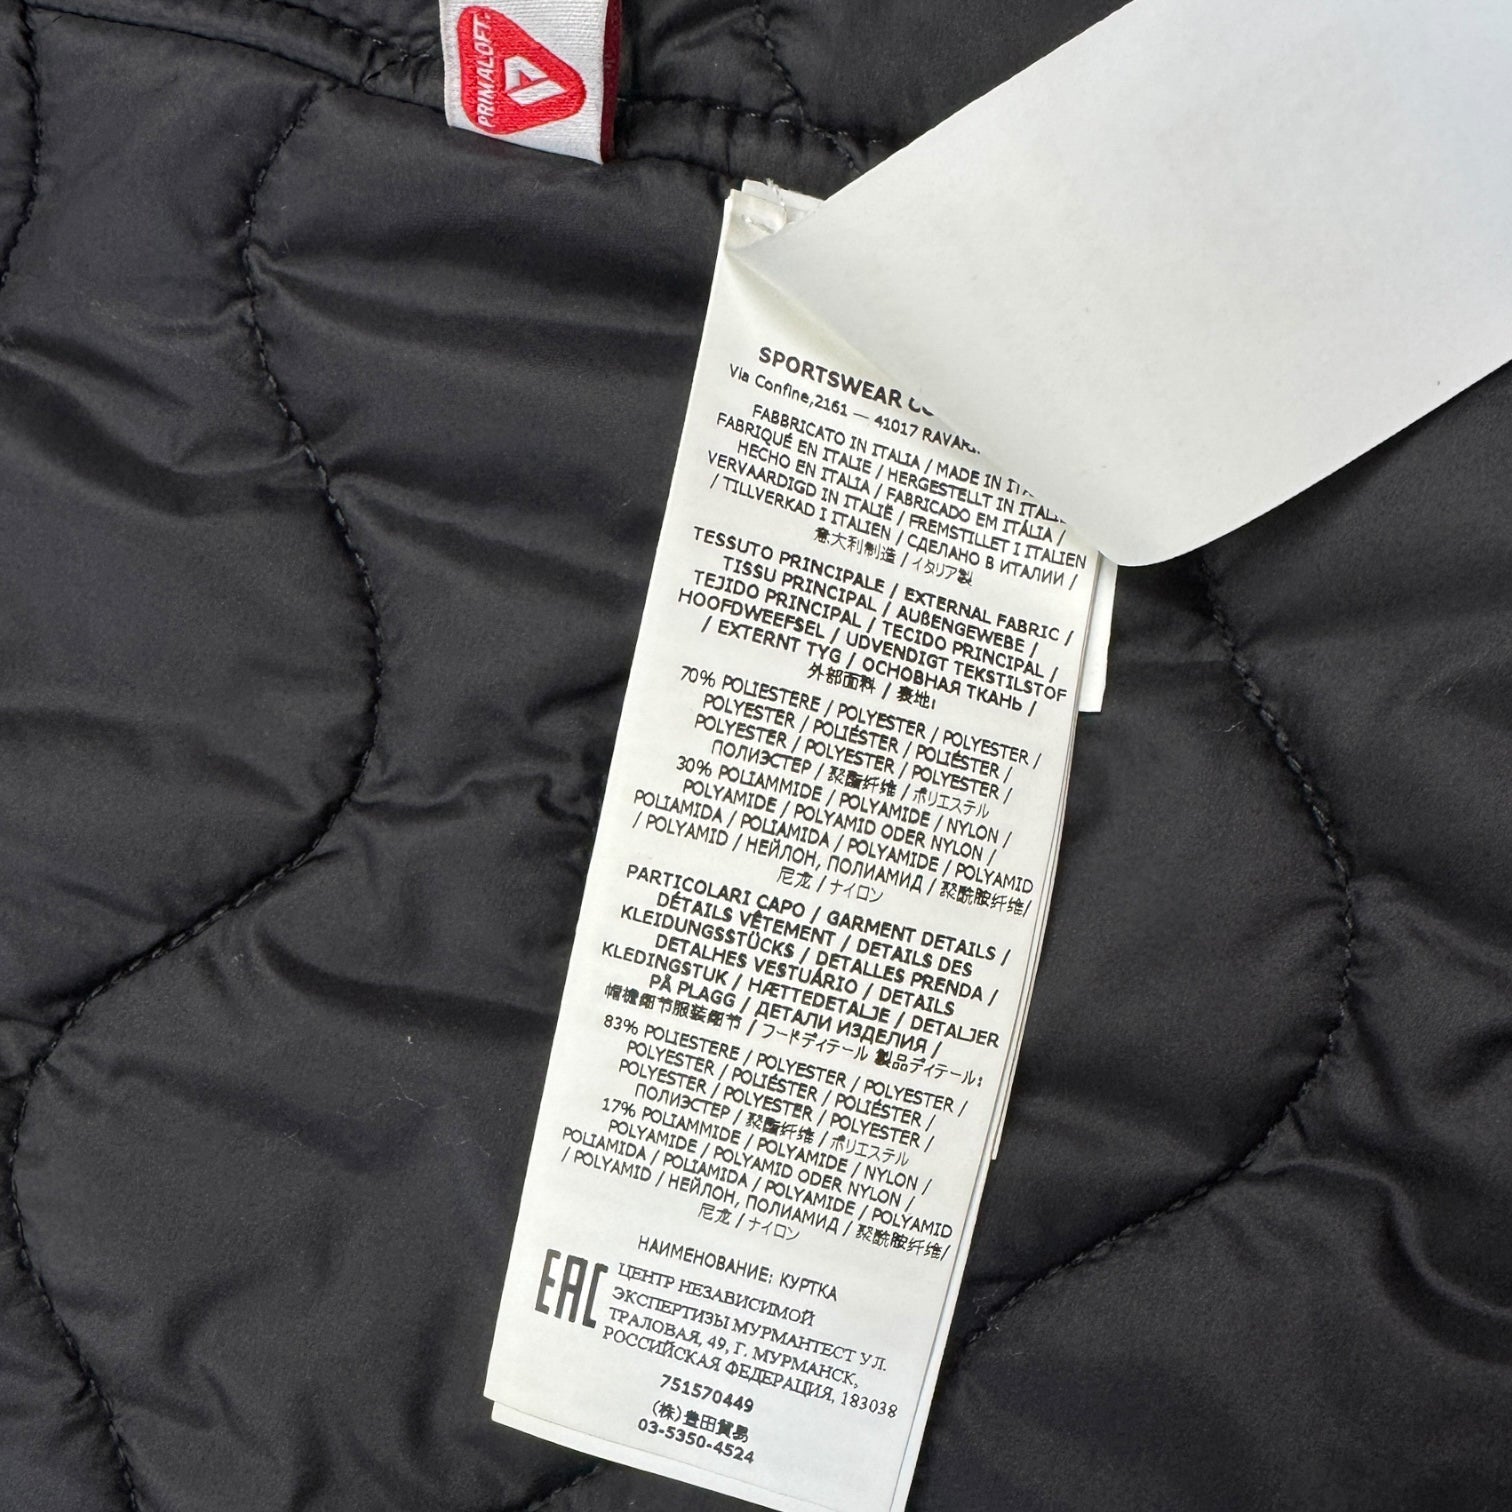 PRIMALOFT
SPORTSWEAR
Via Confine,2161 — 41017
FABBRICATO IN ITALIA / MADE IN
FABRIQUÉ EN ITALIE / HERGESTELLT IN
HECHO EN ITALIA / FABRICADO EM ITÁLIA /
VERVAARDIGD IN ITALIË / FREMSTILLET I ITALIEN
/ TILLVERKAD I ITALIEN / СДЕЛАНО В ИТАЛИИ /
意大利制造 / イタリア製
TESSUTO PRINCIPALE / EXTERNAL FABRIC /
TISSU PRINCIPAL / AUßENGEWEBE /
TEJIDO PRINCIPAL / TECIDO PRINCIPAL /
HOOFDWEEFSEL / UDVENDIGT TEKSTILSTOF
/ EXTERNT TYG / ОСНОВНАЯ ТКАНЬ /
外部面料 / 表地:
70% POLIESTERE / POLYESTER / POLYESTER /
POLYESTER / POLIÉSTER / POLIÉSTER /
POLYESTER / POLYESTER / POLYESTER /
ПОЛИЭСТЕР / 聚酯纤维 / ポリエステル
30% POLIAMMIDE / POLYAMIDE / NYLON /
POLYAMIDE / POLYAMID ODER NYLON /
POLIAMIDA / POLIAMIDA / POLYAMIDE / POLYAMID
/ POLYAMID / НЕЙЛОН, ПОЛИАМИД / 聚酰胺纤维/
尼龙 / ナイロン
PARTICOLARI CAPO / GARMENT DETAILS /
DÉTAILS VÊTEMENT / DETAILS DES
KLEIDUNGSSTÜCKS / DETALLES PRENDA /
DETALHES VESTUÁRIO / DETAILS
KLEDINGSTUK / HÆTTEDETALJE / DETALJER
PÅ PLAGG / ДЕТАЛИ ИЗДЕЛИЯ /
帽檐细节服装细节 / フードディテール 製品ディテール:
83% POLIESTERE / POLYESTER / POLYESTER /
POLYESTER / POLIÉSTER / POLIÉSTER /
POLYESTER / POLYESTER / POLYESTER /
ПОЛИЭСТЕР / 聚酯纤维 / ポリエステル
17% POLIAMMIDE / POLYAMIDE / NYLON /
POLYAMIDE / POLYAMID ODER NYLON /
POLIAMIDA / POLIAMIDA / POLYAMIDE / POLYAMID
/ POLYAMID / НЕЙЛОН, ПОЛИАМИД / 聚酰胺纤维/
尼龙 / ナイロン
НАИМЕНОВАНИЕ: КУРТКА
EAC
ЦЕНТР НЕЗАВИСИМОЙ
ЭКСПЕРТИЗЫ МУРМАНТЕСТ УЛ.
ТРАЛОВАЯ, 49, Г. МУРМАНСК,
РОССИЙСКАЯ ФЕДЕРАЦИЯ, 183038
751570449
(株)豊田貿易
03-5350-4524